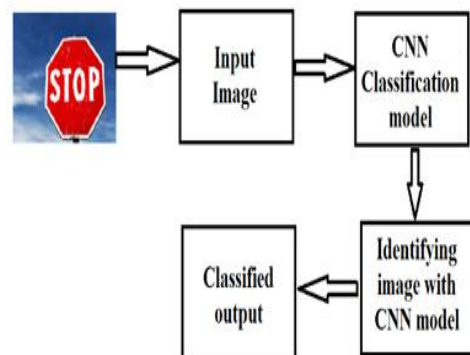 STOP
Input
Image
CNN
Classification
model
Identifying
image with
CNN model
Classified
output